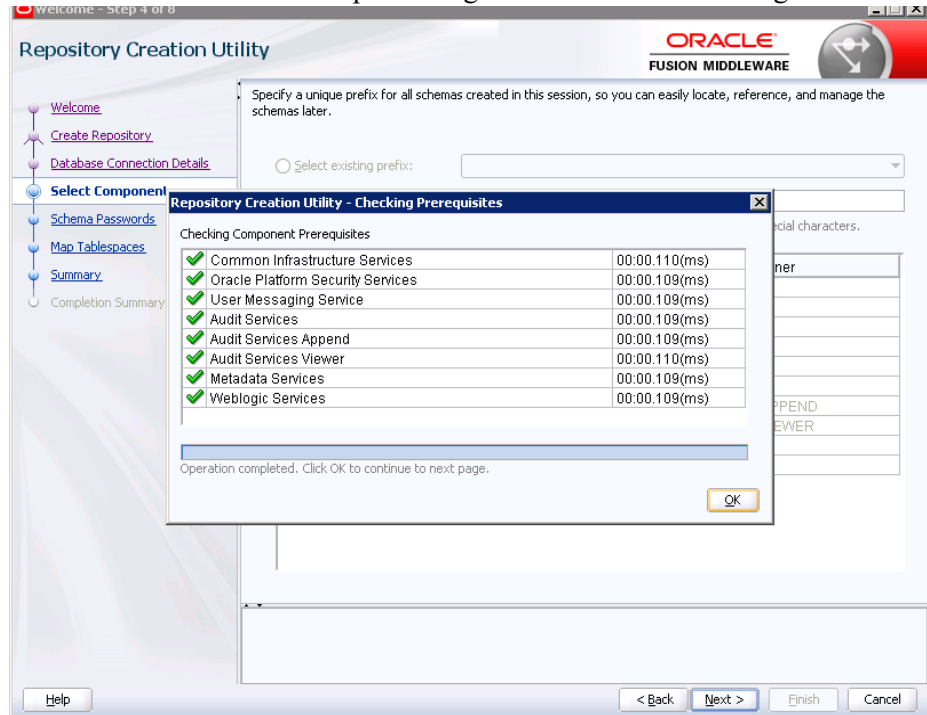 Welcome - Step 4 of 8
Repository Creation Utility
ORACLE
FUSION MIDDLEWARE
Welcome
Create Repository
Database Connection Details
Select Component
Schema Passwords
Map Tablespaces
Summary
Completion Summary
Specify a unique prefix for all schemas created in this session, so you can easily locate, reference, and manage the
schemas later.
Select existing prefix:
ecial characters.
ner
PPEND
EWER
Repository Creation Utility - Checking Prerequisites
Checking Component Prerequisites
Common Infrastructure Services 00:00.110(ms)
Oracle Platform Security Services 00:00.109(ms)
User Messaging Service 00:00.109(ms)
Audit Services 00:00.109(ms)
Audit Services Append 00:00.109(ms)
Audit Services Viewer 00:00.110(ms)
Metadata Services 00:00.109(ms)
Weblogic Services 00:00.109(ms)
Operation completed. Click OK to continue to next page.
OK
Help
< Back Next > Finish Cancel